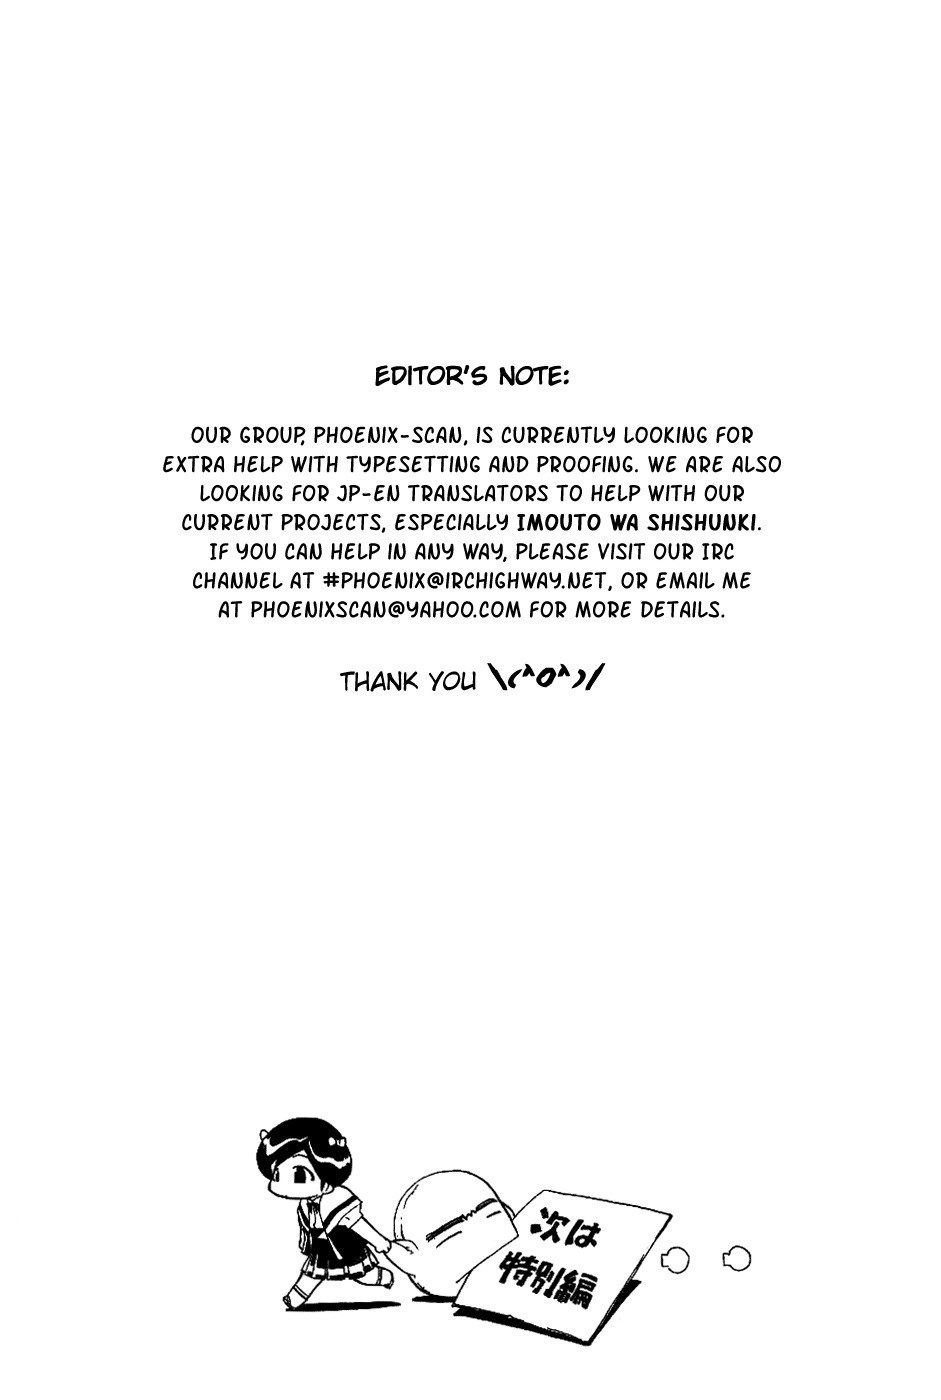 EDITOR'S NOTE:
OUR GROUP, PHOENIX-SCAN, IS CURRENTLY LOOKING FOR
EXTRA HELP WITH TYPESETTING AND PROOFING. WE ARE ALSO
LOOKING FOR JP-EN TRANSLATORS TO HELP WITH OUR
CURRENT PROJECTS, ESPECIALLY IMOUTO WA SHISHUNKI.
IF YOU CAN HELP IN ANY WAY, PLEASE VISIT OUR IRC
CHANNEL AT #PHOENIX@IRCHIGHWAY.NET, OR EMAIL ME
AT PHOENIXSCAN@YAHOO.COM FOR MORE DETAILS.
THANK YOU \(^O^)/
次は
特別編